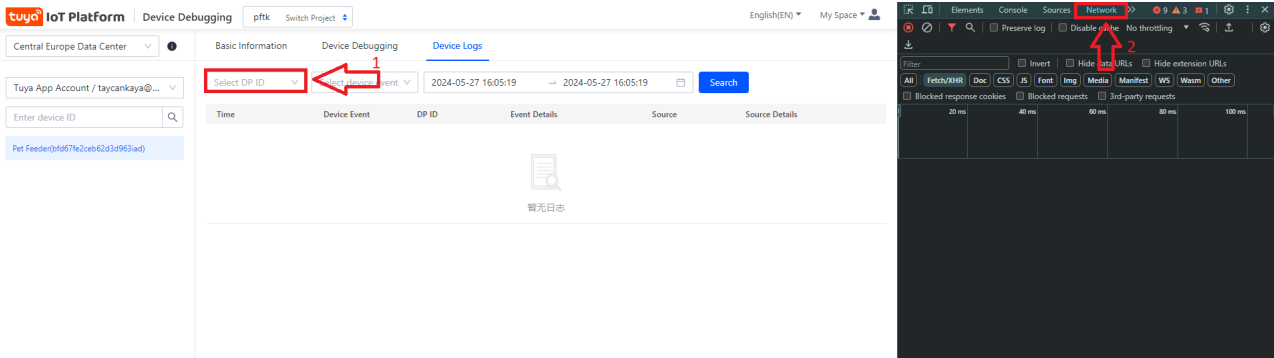 tuya IoT Platform Device Debugging pftk Switch Project English(EN) My Space
Central Europe Data Center
Basic Information Device Debugging Device Logs
1
Select DP ID Select device event 2024-05-27 16:05:19 → 2024-05-27 16:05:19 Search
Tuya App Account / taycankaya@...
Enter device ID
Pet Feeder(bfd67fe2ceb62d3d963iad)
Time Device Event DP ID Event Details Source Source Details
暂无日志
Elements Console Sources Network 9 4 1
Preserve log Disable cache No throttling
2
Filter Invert Hide data URLs Hide extension URLs
All Fetch/XHR Doc CSS JS Font Img Media Manifest WS Wasm Other
Blocked response cookies Blocked requests 3rd-party requests
20 ms 40 ms 60 ms 80 ms 100 ms